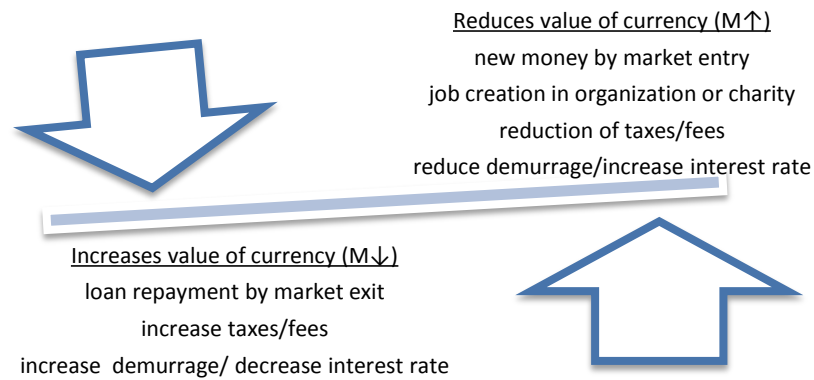 Reduces value of currency (M↑)
new money by market entry
job creation in organization or charity
reduction of taxes/fees
reduce demurrage/increase interest rate
Increases value of currency (M↓)
loan repayment by market exit
increase taxes/fees
increase  demurrage/ decrease interest rate